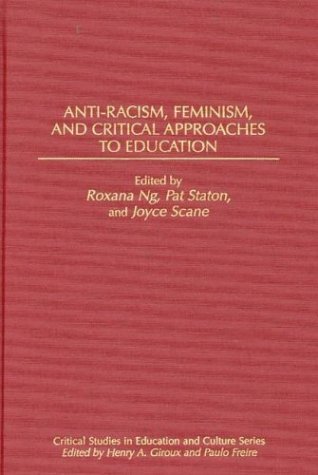 ANTI-RACISM, FEMINISM,
AND CRITICAL APPROACHES
TO EDUCATION
Edited by
Roxana Ng, Pat Staton,
and Joyce Scane
Critical Studies in Education and Culture Series
Edited by Henry A. Giroux and Paulo Freire